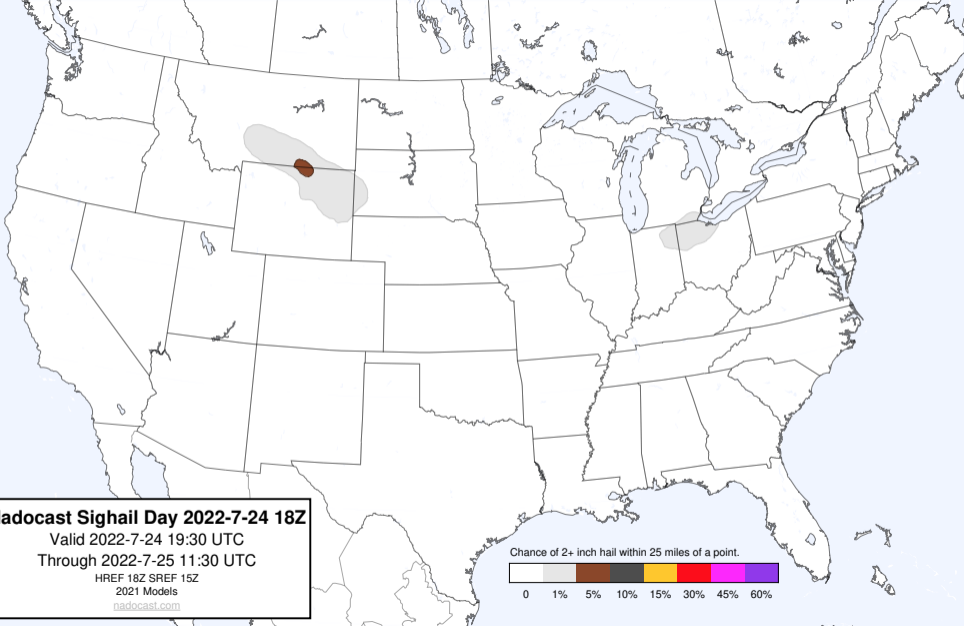 adocast Sighail Day 2022-7-24 18Z
Valid 2022-7-24 19:30 UTC
Through 2022-7-25 11:30 UTC
HREF 18Z SREF 15Z
2021 Models
nadocast.com
Chance of 2+ inch hail within 25 miles of a point.
0 1% 5% 10% 15% 30% 45% 60%